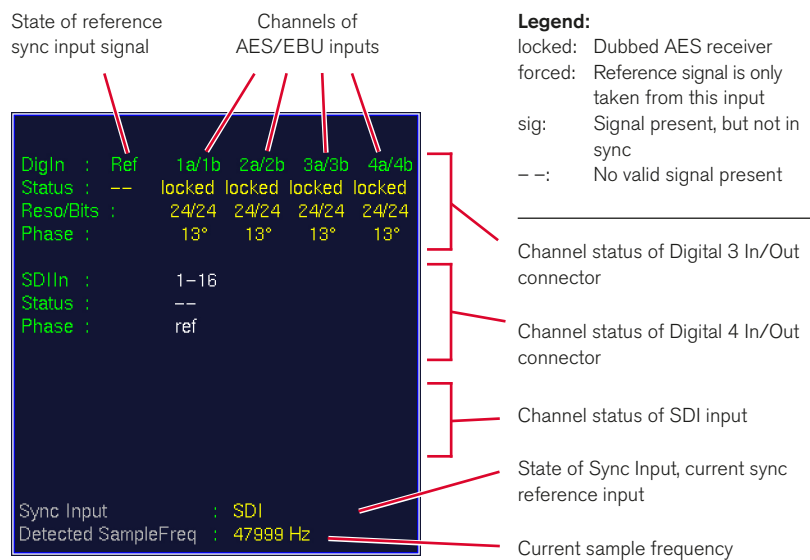 State of reference
sync input signal
Channels of
AES/EBU inputs
Legend:
locked: Dubbed AES receiver
forced: Reference signal is only
taken from this input
sig: Signal present, but not in
sync
– –: No valid signal present
DigIn : Ref 1a/1b 2a/2b 3a/3b 4a/4b
Status : -- locked locked locked locked
Reso/Bits : 24/24 24/24 24/24 24/24
Phase : 13° 13° 13° 13°
SDIIn : 1-16
Status : --
Phase : ref
Sync Input : SDI
Detected SampleFreq : 47999 Hz
Channel status of Digital 3 In/Out
connector
Channel status of Digital 4 In/Out
connector
Channel status of SDI input
State of Sync Input, current sync
reference input
Current sample frequency